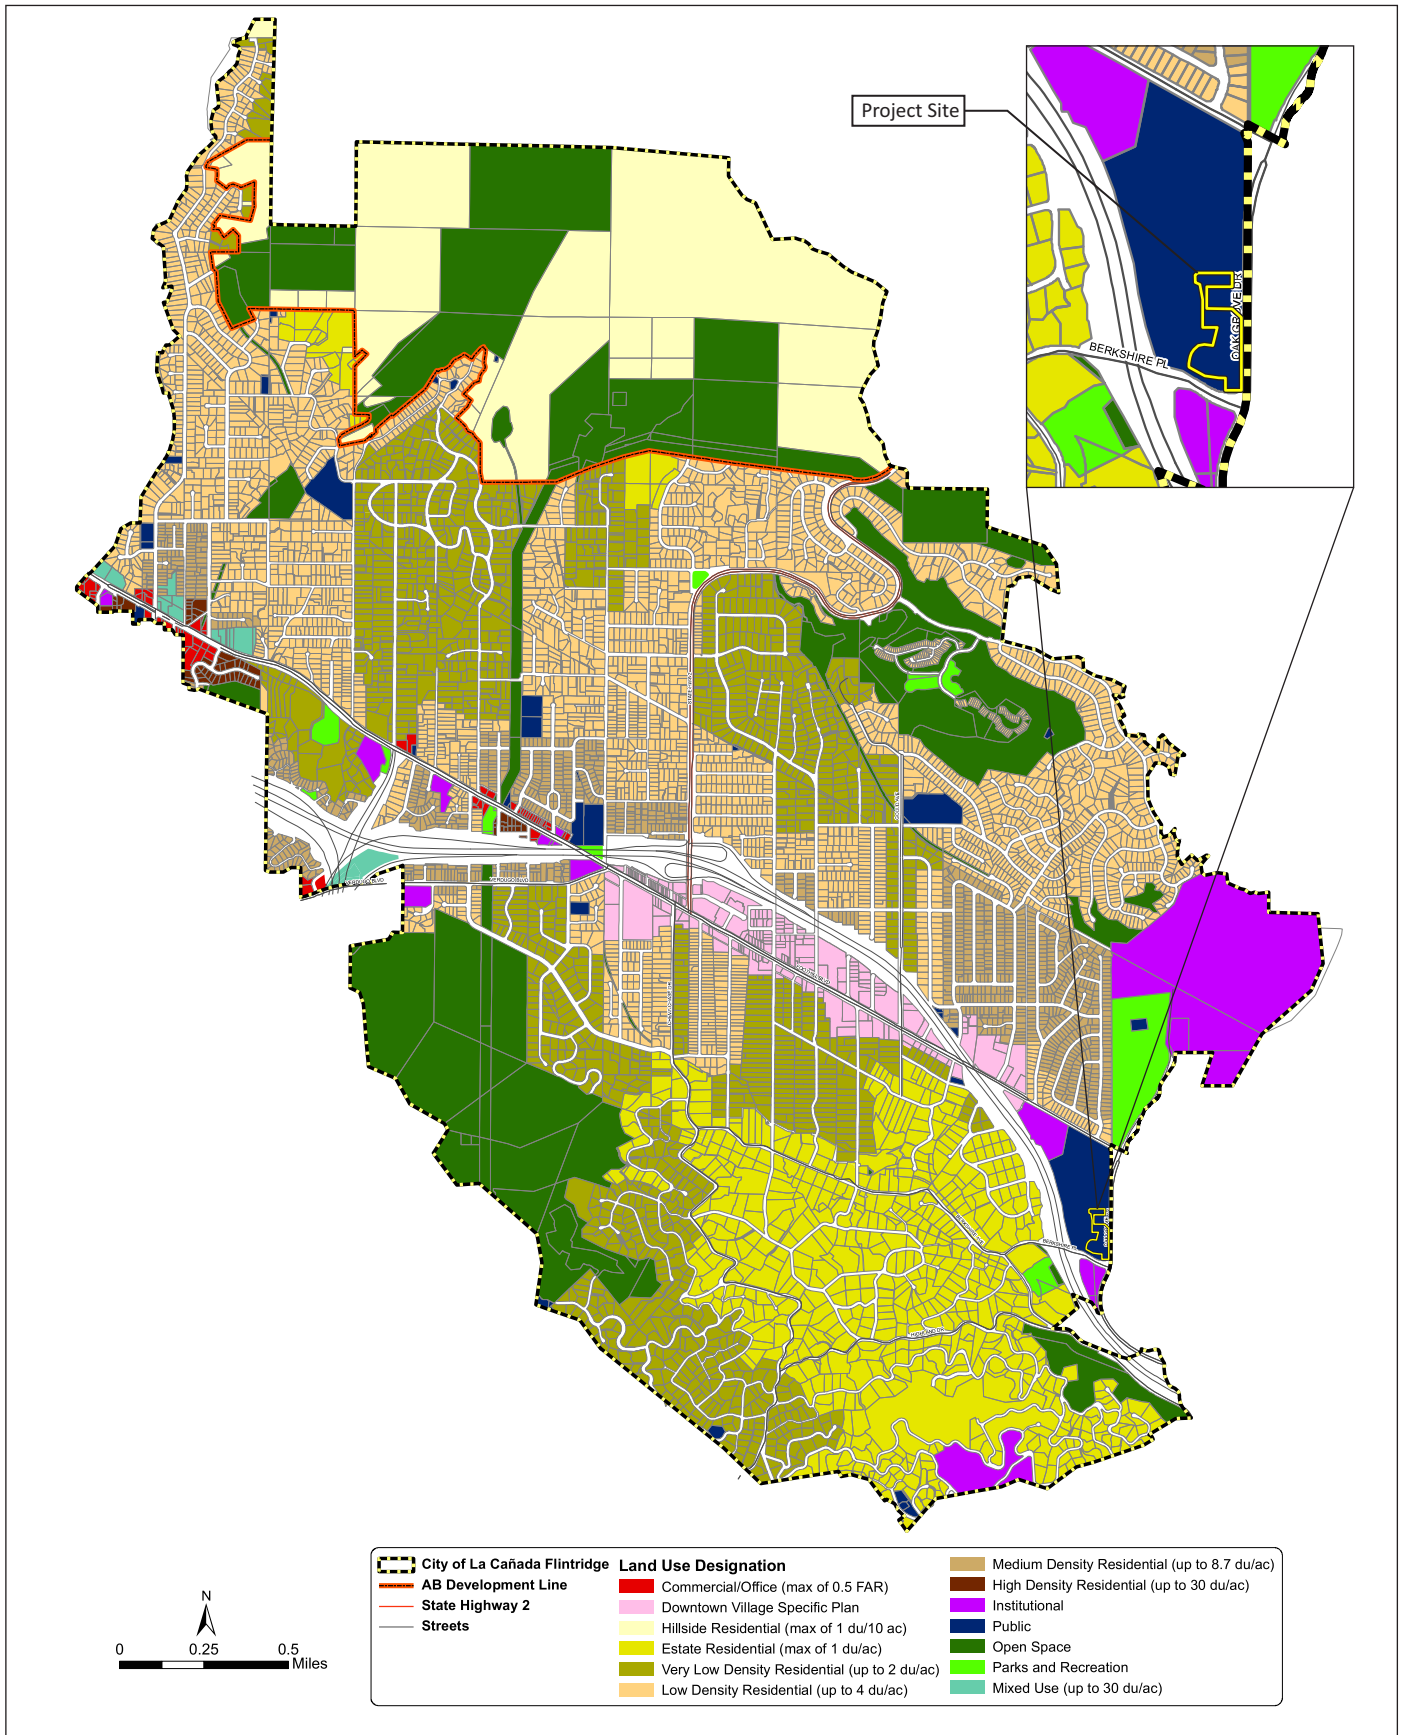 Project Site
OAKGROVE DR
BERKSHIRE PL
VERDUGO BLVD
BERKSHIRE PL
City of La Cañada Flintridge
AB Development Line
State Highway 2
Streets
Land Use Designation
Commercial/Office (max of 0.5 FAR)
Downtown Village Specific Plan
Hillside Residential (max of 1 du/10 ac)
Estate Residential (max of 1 du/ac)
Very Low Density Residential (up to 2 du/ac)
Low Density Residential (up to 4 du/ac)
Medium Density Residential (up to 8.7 du/ac)
High Density Residential (up to 30 du/ac)
Institutional
Public
Open Space
Parks and Recreation
Mixed Use (up to 30 du/ac)
N
0 0.25 0.5
Miles